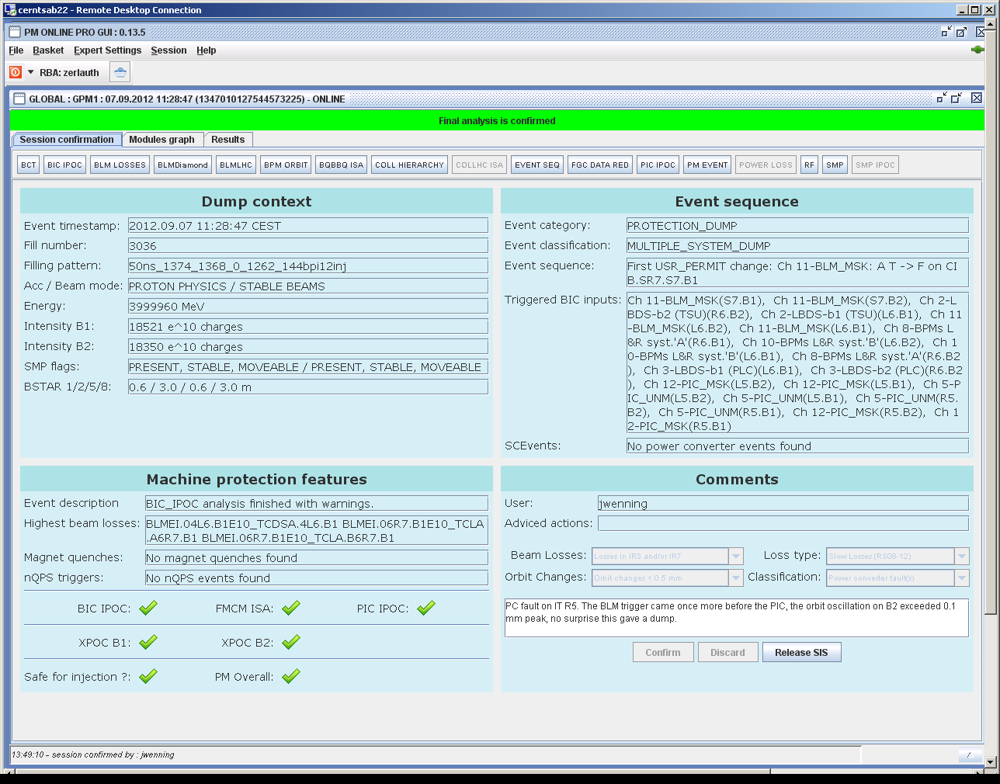 cerntsab22 - Remote Desktop Connection
PM ONLINE PRO GUI : 0.13.5
File Basket Expert Settings Session Help
RBA: zerlauth
GLOBAL : GPM1 : 07.09.2012 11:28:47 (1347010127544573225) - ONLINE
Final analysis is confirmed
Session confirmation Modules graph Results
BCT BIC IPOC BLM LOSSES BLMDiamond BLMLHC BPM ORBIT BQBBQ ISA COLL HIERARCHY COLLHC ISA EVENT SEQ FGC DATA RED PIC IPOC PM EVENT POWER LOSS RF SMP SMP IPOC
Dump context
Event timestamp: 2012.09.07 11:28:47 CEST
Fill number: 3036
Filling pattern: 50ns_1374_1368_0_1262_144bpi12inj
Acc / Beam mode: PROTON PHYSICS / STABLE BEAMS
Energy: 3999960 MeV
Intensity B1: 18521 e^10 charges
Intensity B2: 18350 e^10 charges
SMP flags: PRESENT, STABLE, MOVEABLE / PRESENT, STABLE, MOVEABLE
BSTAR 1/2/5/8: 0.6 / 3.0 / 0.6 / 3.0 m
Event sequence
Event category: PROTECTION_DUMP
Event classification: MULTIPLE_SYSTEM_DUMP
Event sequence: First USR_PERMIT change: Ch 11-BLM_MSK: A T -> F on CI
B.SR7.S7.B1
Triggered BIC inputs: Ch 11-BLM_MSK(S7.B1), Ch 11-BLM_MSK(S7.B2), Ch 2-L
BDS-b2 (TSU)(R6.B2), Ch 2-LBDS-b1 (TSU)(L6.B1), Ch 11
-BLM_MSK(L6.B2), Ch 11-BLM_MSK(L6.B1), Ch 8-BPMs L
&R syst.'A'(R6.B1), Ch 10-BPMs L&R syst.'B'(L6.B2), Ch 1
0-BPMs L&R syst.'B'(L6.B1), Ch 8-BPMs L&R syst.'A'(R6.B2
), Ch 3-LBDS-b1 (PLC)(L6.B1), Ch 3-LBDS-b2 (PLC)(R6.B2
), Ch 12-PIC_MSK(L5.B2), Ch 12-PIC_MSK(L5.B1), Ch 5-P
IC_UNM(L5.B2), Ch 5-PIC_UNM(L5.B1), Ch 5-PIC_UNM(R5.
B2), Ch 5-PIC_UNM(R5.B1), Ch 12-PIC_MSK(R5.B2), Ch 1
2-PIC_MSK(R5.B1)
SCEvents: No power converter events found
Machine protection features
Event description BIC_IPOC analysis finished with warnings.
Highest beam losses: BLMEI.04L6.B1E10_TCDSA.4L6.B1 BLMEI.06R7.B1E10_TCLA
.A6R7.B1 BLMEI.06R7.B1E10_TCLA.B6R7.B1
Magnet quenches: No magnet quenches found
nQPS triggers: No nQPS events found
BIC IPOC: FMCM ISA: PIC IPOC:
XPOC B1: XPOC B2:
Safe for injection ?: PM Overall:
Comments
User: jwenning
Adviced actions:
Beam Losses: Losses in IR3 and/or IR7 Loss type: Slow Losses (RS08-12)
Orbit Changes: Orbit changes < 0.5 mm Classification: Power converter fault(s)
PC fault on IT R5. The BLM trigger came once more before the PIC, the orbit oscillation on B2 exceeded 0.1
mm peak, no surprise this gave a dump.
Confirm Discard Release SIS
13:49:10 - session confirmed by : jwenning
/